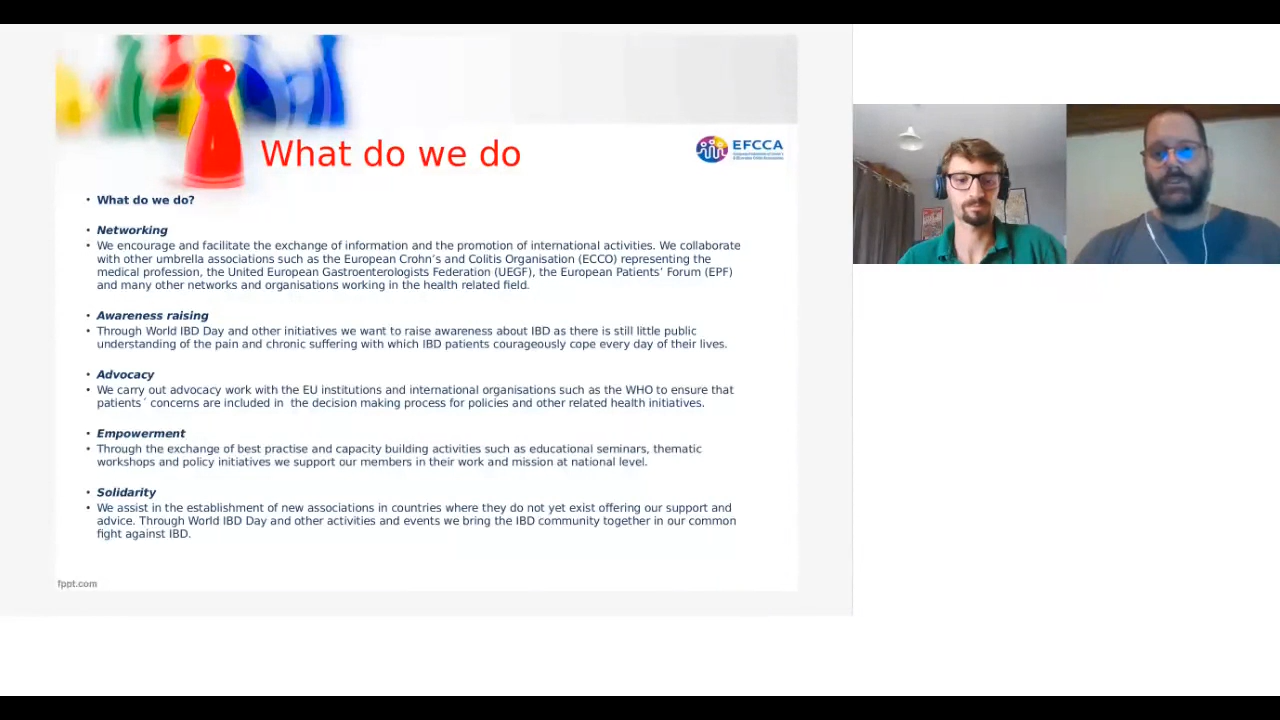 What do we do
EFCCA
• What do we do?
• Networking
• We encourage and facilitate the exchange of information and the promotion of international activities. We collaborate
with other umbrella associations such as the European Crohn’s and Colitis Organisation (ECCO) representing the
medical profession, the United European Gastroenterologists Federation (UEGF), the European Patients’ Forum (EPF)
and many other networks and organisations working in the health related field.
• Awareness raising
• Through World IBD Day and other initiatives we want to raise awareness about IBD as there is still little public
understanding of the pain and chronic suffering with which IBD patients courageously cope every day of their lives.
• Advocacy
• We carry out advocacy work with the EU institutions and international organisations such as the WHO to ensure that
patients´ concerns are included in  the decision making process for policies and other related health initiatives.
• Empowerment
• Through the exchange of best practise and capacity building activities such as educational seminars, thematic
workshops and policy initiatives we support our members in their work and mission at national level.
• Solidarity
• We assist in the establishment of new associations in countries where they do not yet exist offering our support and
advice. Through World IBD Day and other activities and events we bring the IBD community together in our common
fight against IBD.
fppt.com